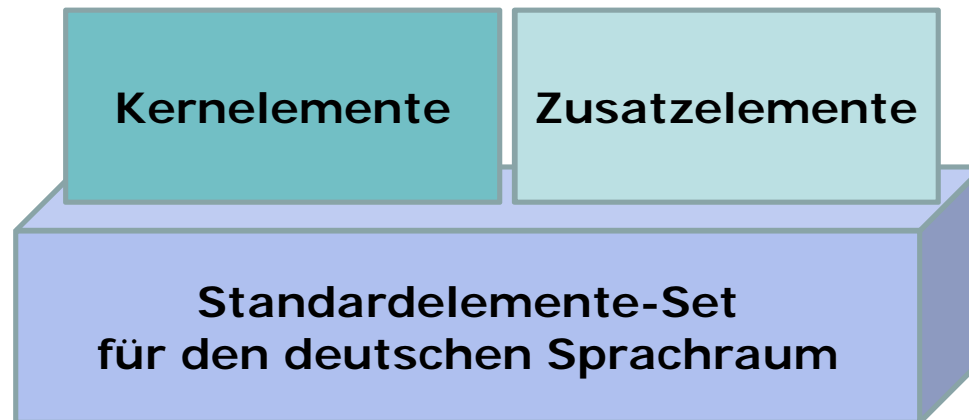 Kernelemente
Zusatzelemente
Standardelemente-Set
für den deutschen Sprachraum